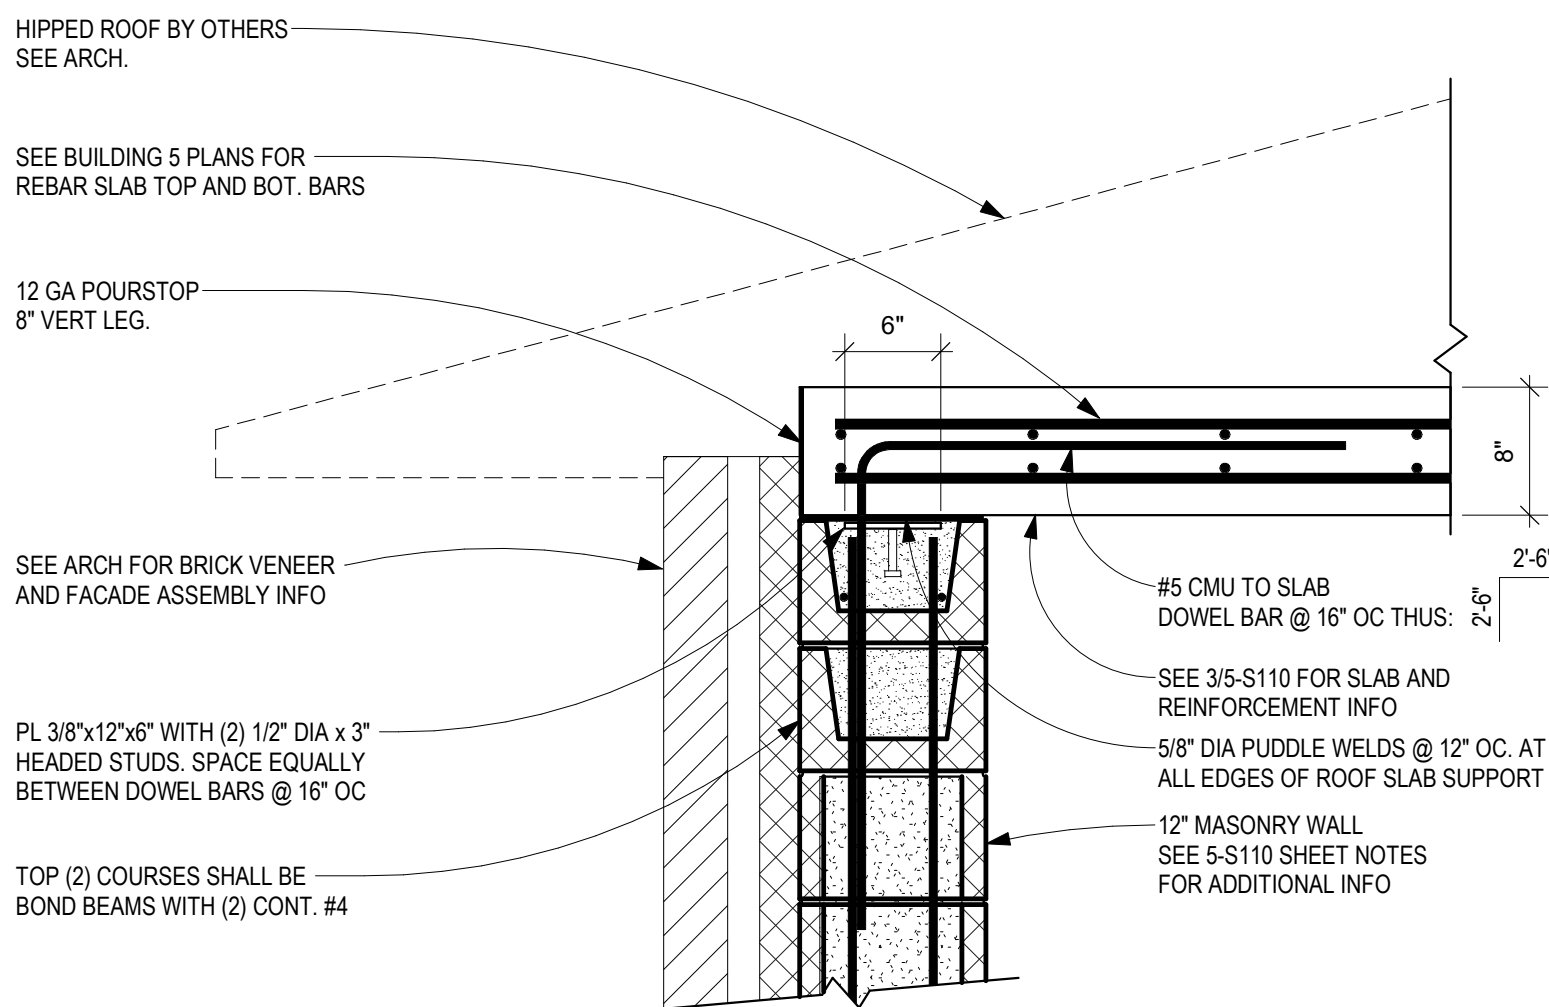 HIPPED ROOF BY OTHERS
SEE ARCH.
SEE BUILDING 5 PLANS FOR
REBAR SLAB TOP AND BOT. BARS
12 GA POURSTOP
8" VERT LEG.
6"
8"
SEE ARCH FOR BRICK VENEER
AND FACADE ASSEMBLY INFO
2'-6"
2'-6"
#5 CMU TO SLAB
DOWEL BAR @ 16" OC THUS:
SEE 3/5-S110 FOR SLAB AND
REINFORCEMENT INFO
PL 3/8"x12"x6" WITH (2) 1/2" DIA x 3"
HEADED STUDS. SPACE EQUALLY
BETWEEN DOWEL BARS @ 16" OC
5/8" DIA PUDDLE WELDS @ 12" OC. AT
ALL EDGES OF ROOF SLAB SUPPORT
12" MASONRY WALL
SEE 5-S110 SHEET NOTES
FOR ADDITIONAL INFO
TOP (2) COURSES SHALL BE
BOND BEAMS WITH (2) CONT. #4